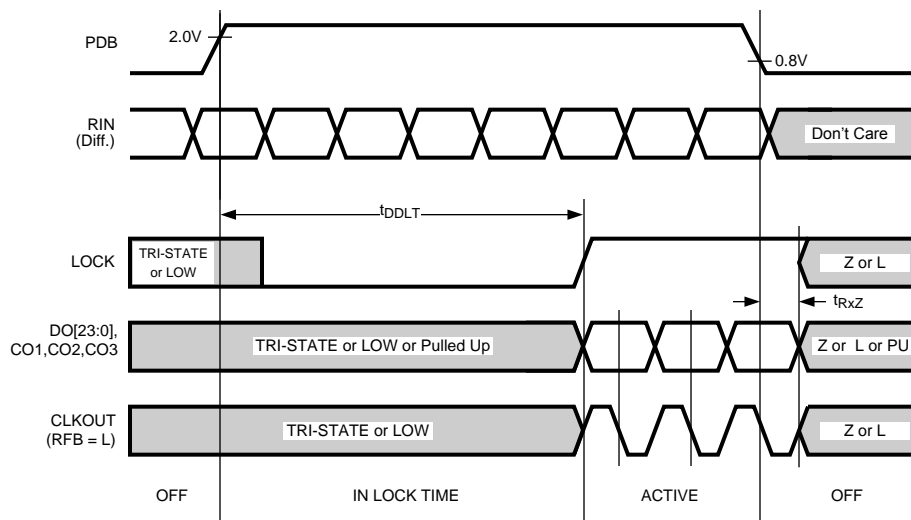 PDB
2.0V
0.8V
RIN
(Diff.)
Don't Care
tDDLT
LOCK
TRI-STATE
or LOW
Z or L
tRxZ
DO[23:0],
CO1,CO2,CO3
TRI-STATE or LOW or Pulled Up
Z or L or PU
CLKOUT
(RFB = L)
TRI-STATE or LOW
Z or L
OFF
IN LOCK TIME
ACTIVE
OFF